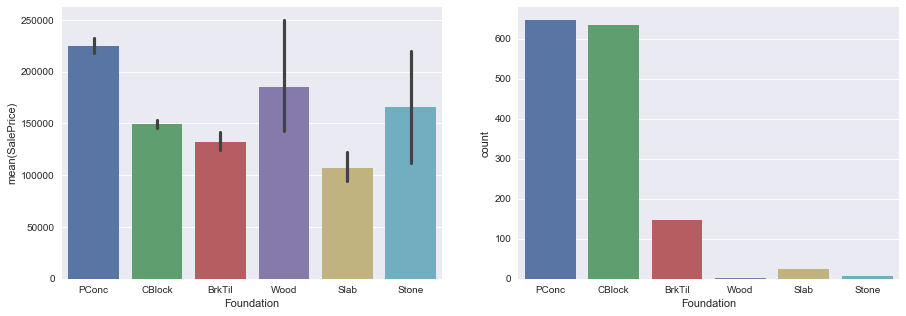 250000
200000
150000
100000
50000
0
mean(SalePrice)
PConc CBlock BrkTil Wood Slab Stone
Foundation
600
500
400
300
200
100
0
count
PConc CBlock BrkTil Wood Slab Stone
Foundation